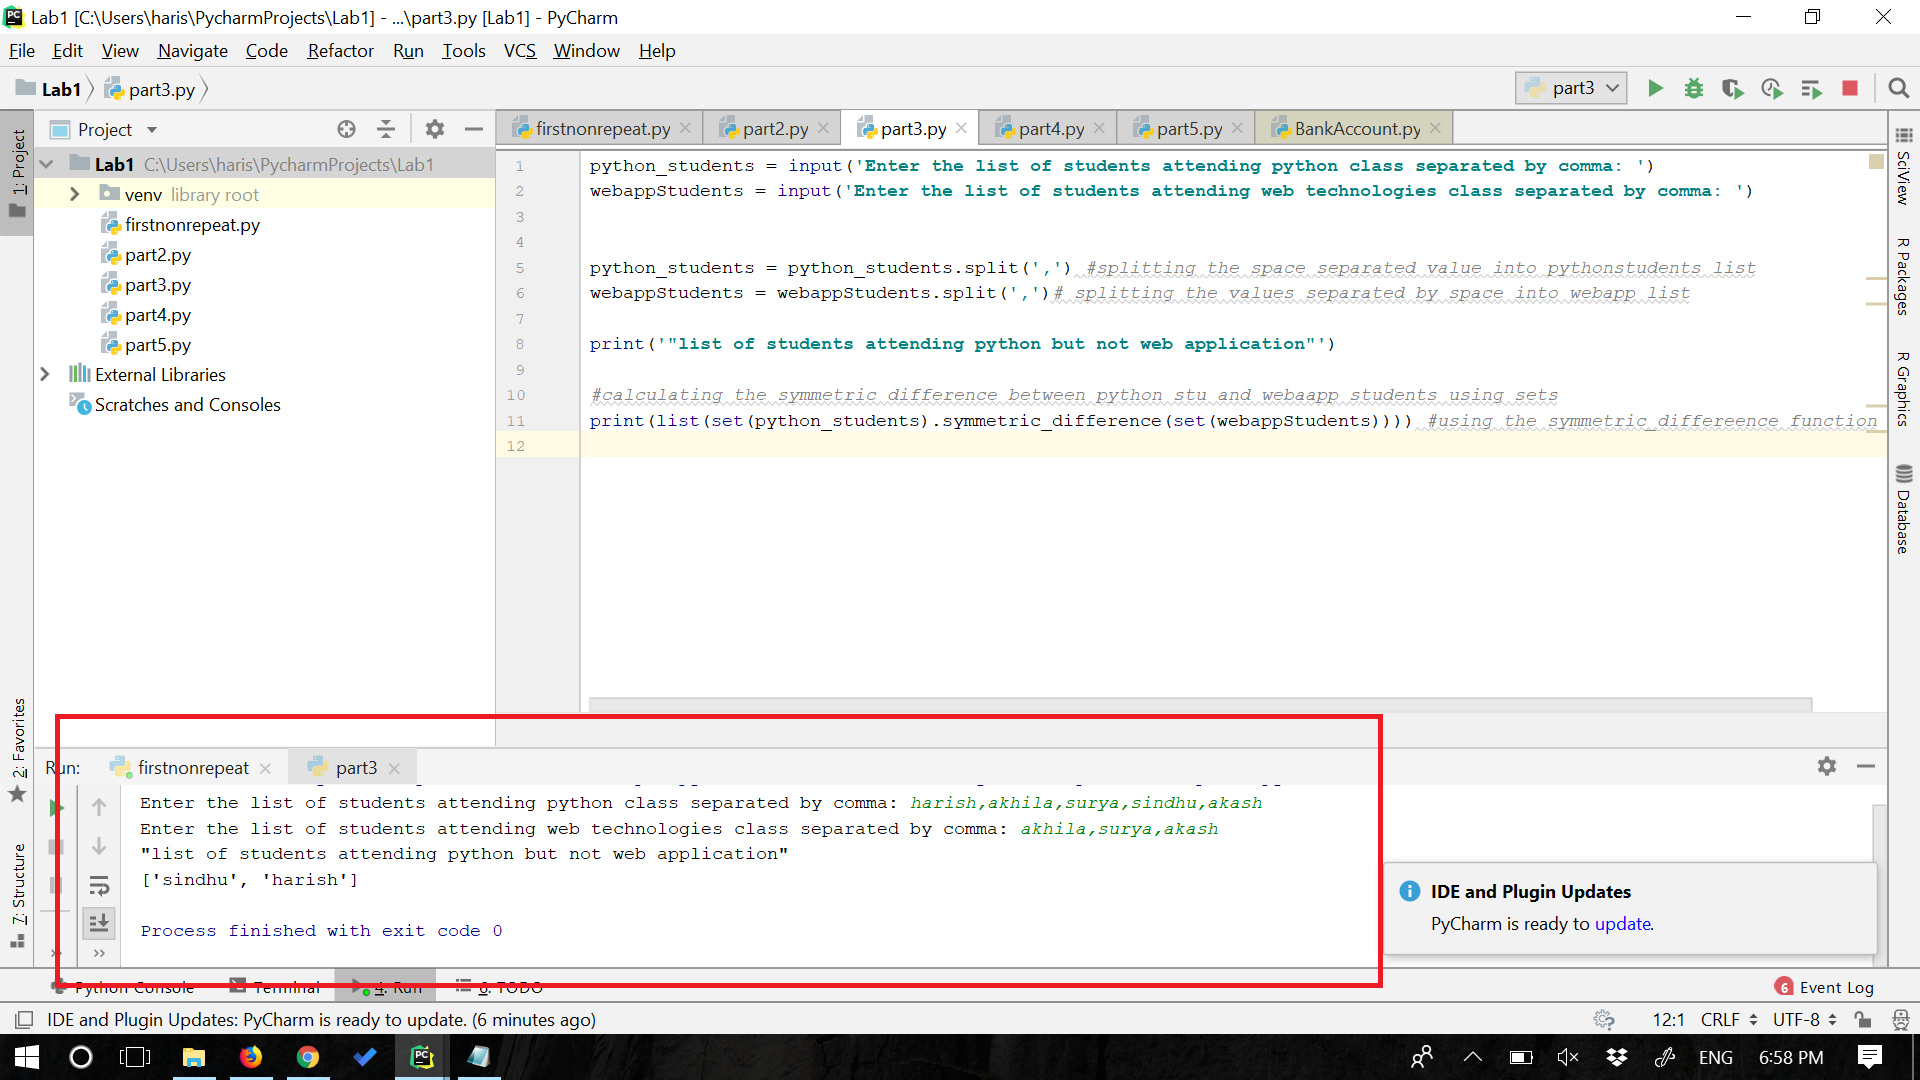 Lab1 [C:\Users\haris\PycharmProjects\Lab1] - ...\part3.py [Lab1] - PyCharm
File Edit View Navigate Code Refactor Run Tools VCS Window Help
Lab1 part3.py
part3
1: Project
Project
firstnonrepeat.py part2.py part3.py part4.py part5.py BankAccount.py
Lab1 C:\Users\haris\PycharmProjects\Lab1
venv library root
firstnonrepeat.py
part2.py
part3.py
part4.py
part5.py
External Libraries
Scratches and Consoles
1 python_students = input('Enter the list of students attending python class separated by comma: ')
2 webappStudents = input('Enter the list of students attending web technologies class separated by comma: ')
3
4
5 python_students = python_students.split(',') #splitting the space separated value into pythonstudents list
6 webappStudents = webappStudents.split(',')# splitting the values separated by space into webapp list
7
8 print('"list of students attending python but not web application"')
9
10 #calculating the symmetric difference between python stu and webaapp students using sets
11 print(list(set(python_students).symmetric_difference(set(webappStudents)))) #using the symmetric_differeence function
12
SciView
R Packages
R Graphics
Database
2: Favorites
7: Structure
Run: firstnonrepeat part3
Enter the list of students attending python class separated by comma: harish,akhila,surya,sindhu,akash
Enter the list of students attending web technologies class separated by comma: akhila,surya,akash
"list of students attending python but not web application"
['sindhu', 'harish']
Process finished with exit code 0
IDE and Plugin Updates
PyCharm is ready to update.
Python Console Terminal 4: Run 6: TODO
6 Event Log
IDE and Plugin Updates: PyCharm is ready to update. (6 minutes ago)
12:1 CRLF UTF-8
ENG 6:58 PM